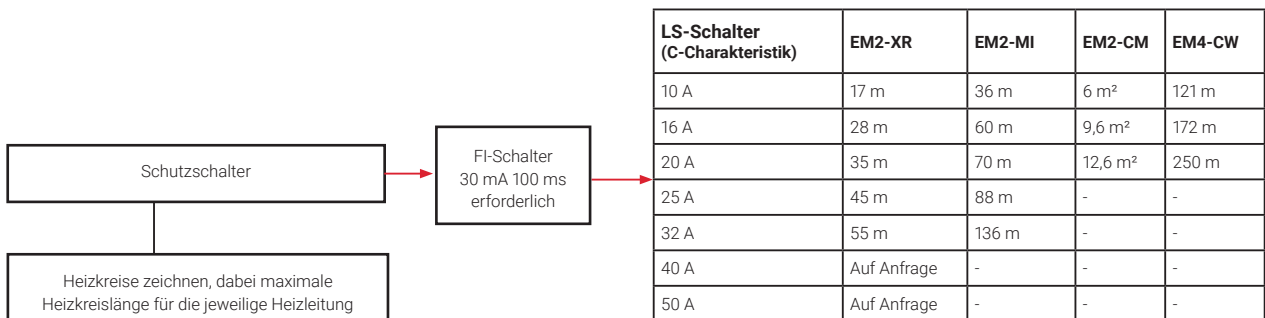 Schutzschalter
Heizkreise zeichnen, dabei maximale
Heizkreislänge für die jeweilige Heizleitung
FI-Schalter
30 mA 100 ms
erforderlich
LS-Schalter
(C-Charakteristik) EM2-XR EM2-MI EM2-CM EM4-CW
10 A 17 m 36 m 6 m² 121 m
16 A 28 m 60 m 9,6 m² 172 m
20 A 35 m 70 m 12,6 m² 250 m
25 A 45 m 88 m - -
32 A 55 m 136 m - -
40 A Auf Anfrage - - -
50 A Auf Anfrage - - -